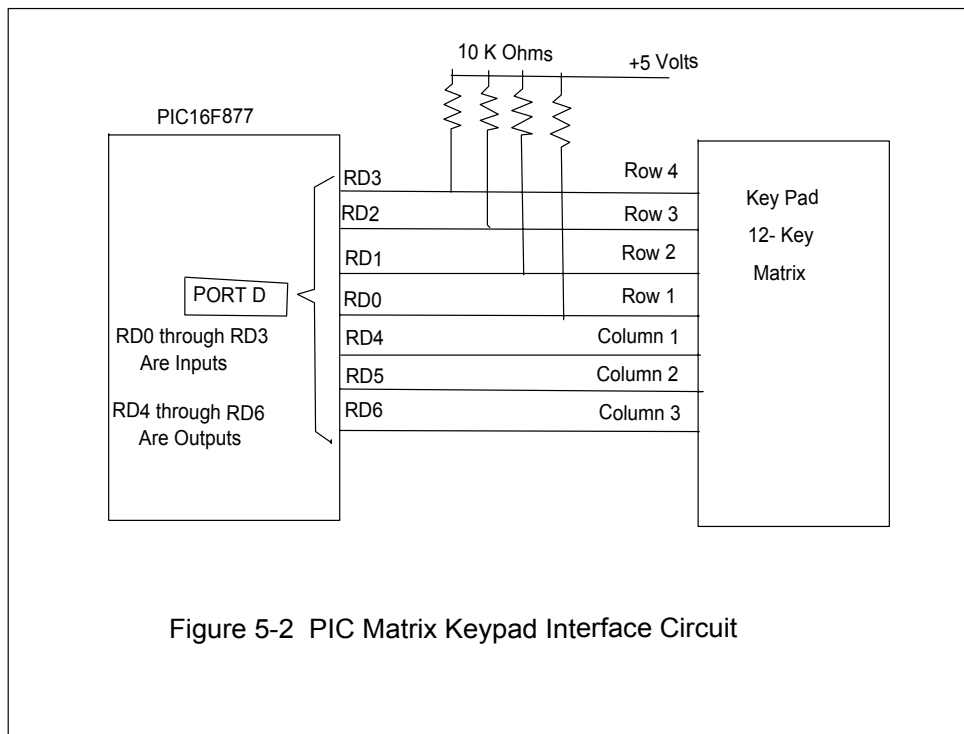 10 K Ohms
+5 Volts
PIC16F877
RD3
Row 4
RD2
Row 3
RD1
Row 2
RD0
Row 1
RD4
Column 1
RD5
Column 2
RD6
Column 3
PORT D
RD0 through RD3
Are Inputs
RD4 through RD6
Are Outputs
Key Pad
12- Key
Matrix
Figure 5-2 PIC Matrix Keypad Interface Circuit